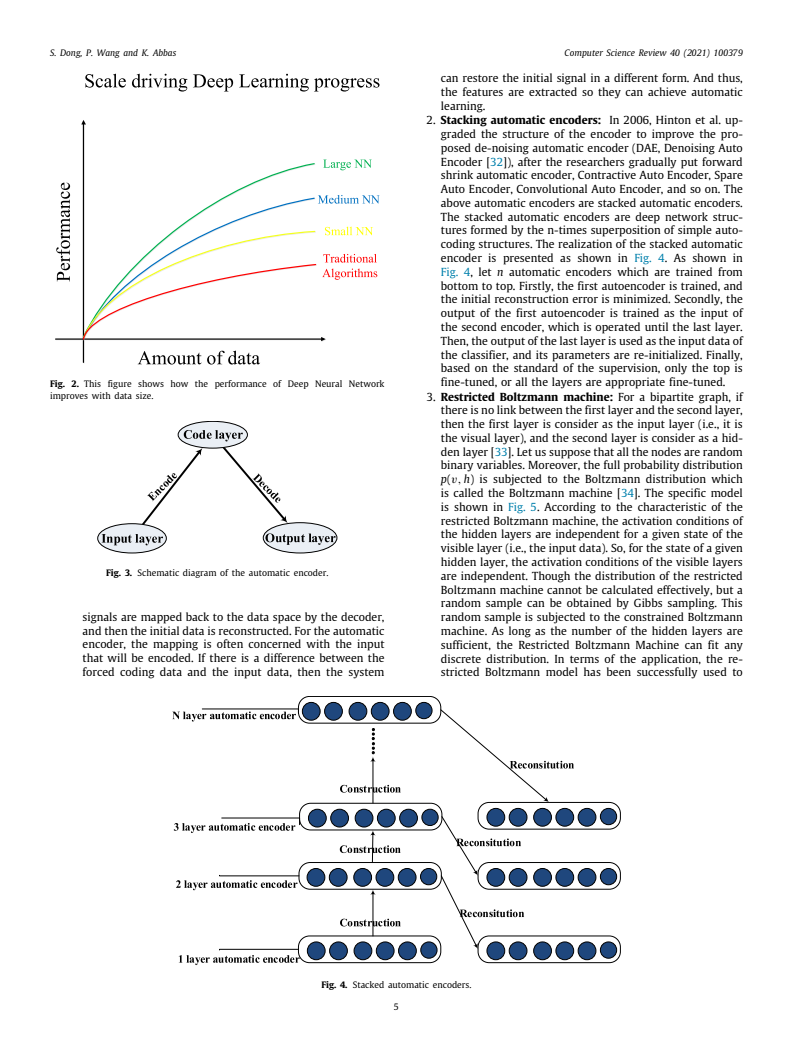 S. Dong, P. Wang and K. Abbas
Computer Science Review 40 (2021) 100379
Scale driving Deep Learning progress
Large NN
Medium NN
Small NN
Traditional
Algorithms
Performance
Amount of data
Fig. 2. This figure shows how the performance of Deep Neural Network
improves with data size.
Code layer
Encode
Decode
Input layer
Output layer
Fig. 3. Schematic diagram of the automatic encoder.
signals are mapped back to the data space by the decoder,
and then the initial data is reconstructed. For the automatic
encoder, the mapping is often concerned with the input
that will be encoded. If there is a difference between the
forced coding data and the input data, then the system
can restore the initial signal in a different form. And thus,
the features are extracted so they can achieve automatic
learning.
2. Stacking automatic encoders: In 2006, Hinton et al. up-
graded the structure of the encoder to improve the pro-
posed de-noising automatic encoder (DAE, Denoising Auto
Encoder [32]), after the researchers gradually put forward
shrink automatic encoder, Contractive Auto Encoder, Spare
Auto Encoder, Convolutional Auto Encoder, and so on. The
above automatic encoders are stacked automatic encoders.
The stacked automatic encoders are deep network struc-
tures formed by the n-times superposition of simple auto-
coding structures. The realization of the stacked automatic
encoder is presented as shown in Fig. 4. As shown in
Fig. 4, let n automatic encoders which are trained from
bottom to top. Firstly, the first autoencoder is trained, and
the initial reconstruction error is minimized. Secondly, the
output of the first autoencoder is trained as the input of
the second encoder, which is operated until the last layer.
Then, the output of the last layer is used as the input data of
the classifier, and its parameters are re-initialized. Finally,
based on the standard of the supervision, only the top is
fine-tuned, or all the layers are appropriate fine-tuned.
3. Restricted Boltzmann machine: For a bipartite graph, if
there is no link between the first layer and the second layer,
then the first layer is consider as the input layer (i.e., it is
the visual layer), and the second layer is consider as a hid-
den layer [33]. Let us suppose that all the nodes are random
binary variables. Moreover, the full probability distribution
p(v, h) is subjected to the Boltzmann distribution which
is called the Boltzmann machine [34]. The specific model
is shown in Fig. 5. According to the characteristic of the
restricted Boltzmann machine, the activation conditions of
the hidden layers are independent for a given state of the
visible layer (i.e., the input data). So, for the state of a given
hidden layer, the activation conditions of the visible layers
are independent. Though the distribution of the restricted
Boltzmann machine cannot be calculated effectively, but a
random sample can be obtained by Gibbs sampling. This
random sample is subjected to the constrained Boltzmann
machine. As long as the number of the hidden layers are
sufficient, the Restricted Boltzmann Machine can fit any
discrete distribution. In terms of the application, the re-
stricted Boltzmann model has been successfully used to
N layer automatic encoder
Reconsitution
Construction
3 layer automatic encoder
Reconsitution
Construction
2 layer automatic encoder
Reconsitution
Construction
1 layer automatic encoder
Fig. 4. Stacked automatic encoders.
5